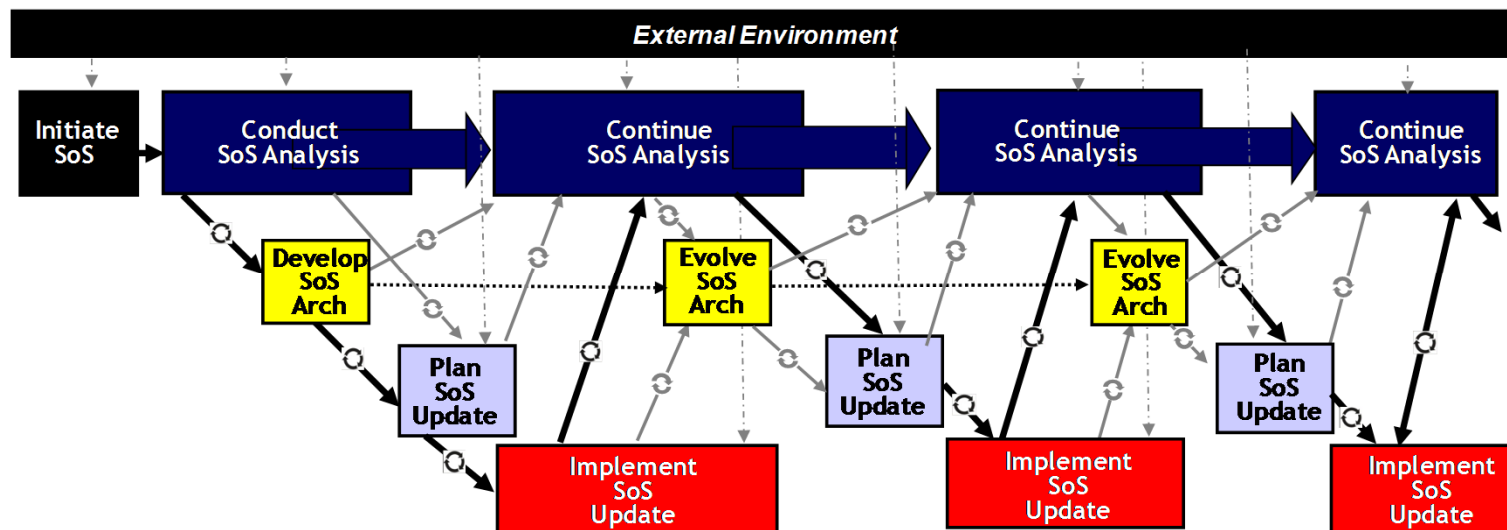 External Environment
Initiate
SoS
Conduct
SoS Analysis
Continue
SoS Analysis
Continue
SoS Analysis
Continue
SoS Analysis
Develop
SoS
Arch
Evolve
SoS
Arch
Evolve
SoS
Arch
Plan
SoS
Update
Plan
SoS
Update
Plan
SoS
Update
Implement
SoS
Update
Implement
SoS
Update
Implement
SoS
Update